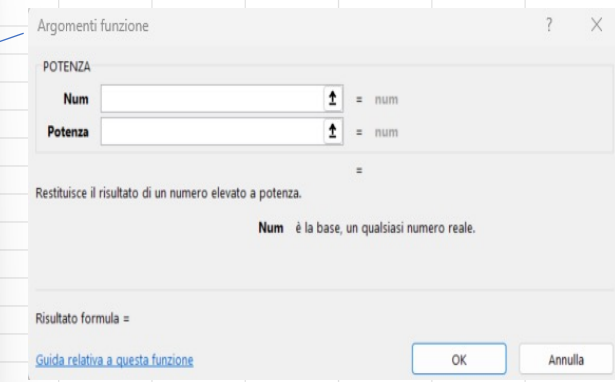 Argomenti funzione ? X
POTENZA
Num = num
Potenza = num
=
Restituisce il risultato di un numero elevato a potenza.
Num è la base, un qualsiasi numero reale.
Risultato formula =
Guida relativa a questa funzione OK Annulla